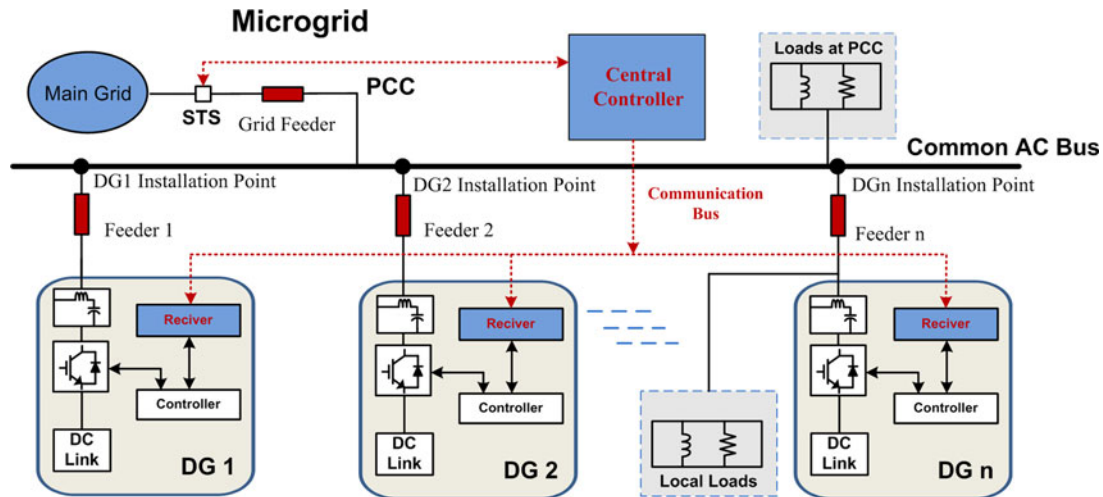 Microgrid
Main Grid
STS
Grid Feeder
PCC
Central
Controller
Loads at PCC
Common AC Bus
DG1 Installation Point
DG2 Installation Point
DGn Installation Point
Communication
Bus
Feeder 1
Feeder 2
Feeder n
Reciver
Controller
DC
Link
DG 1
Reciver
Controller
DC
Link
DG 2
Local Loads
Reciver
Controller
DC
Link
DG n